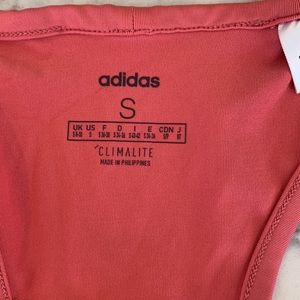 adidas
S
UK US F D I E CDN J
CLIMALITE
MADE IN PHILIPPINES